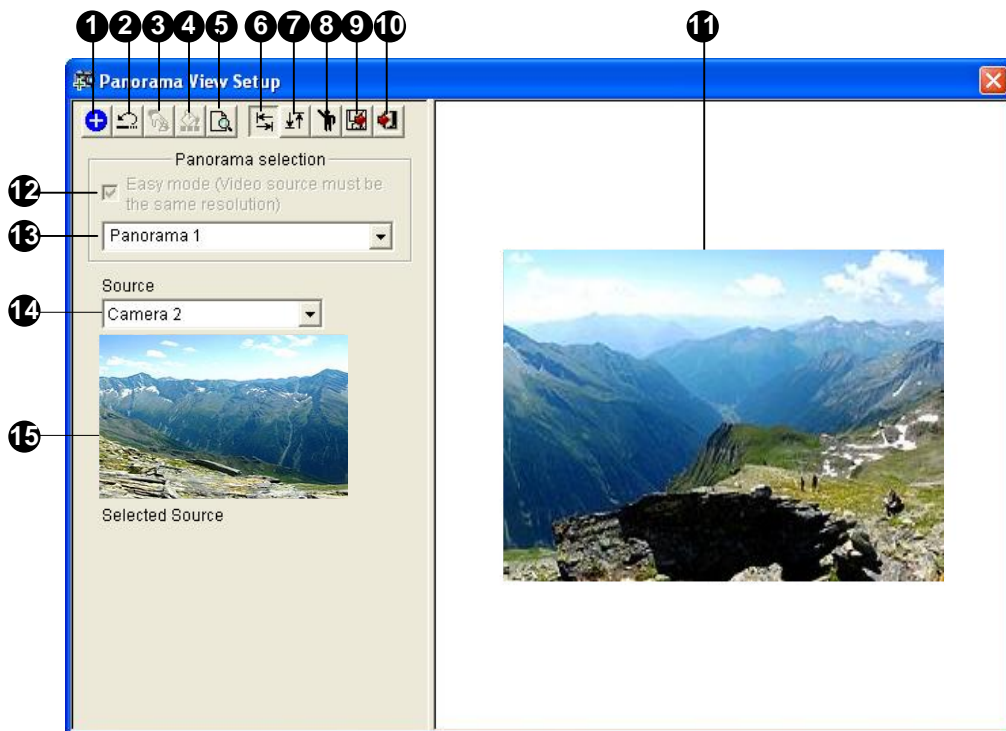 1 2 3 4 5 6 7 8 9 10 11
Panorama View Setup
Panorama selection
12
Easy mode (Video source must be
the same resolution)
13
Panorama 1
Source
14
Camera 2
15
Selected Source